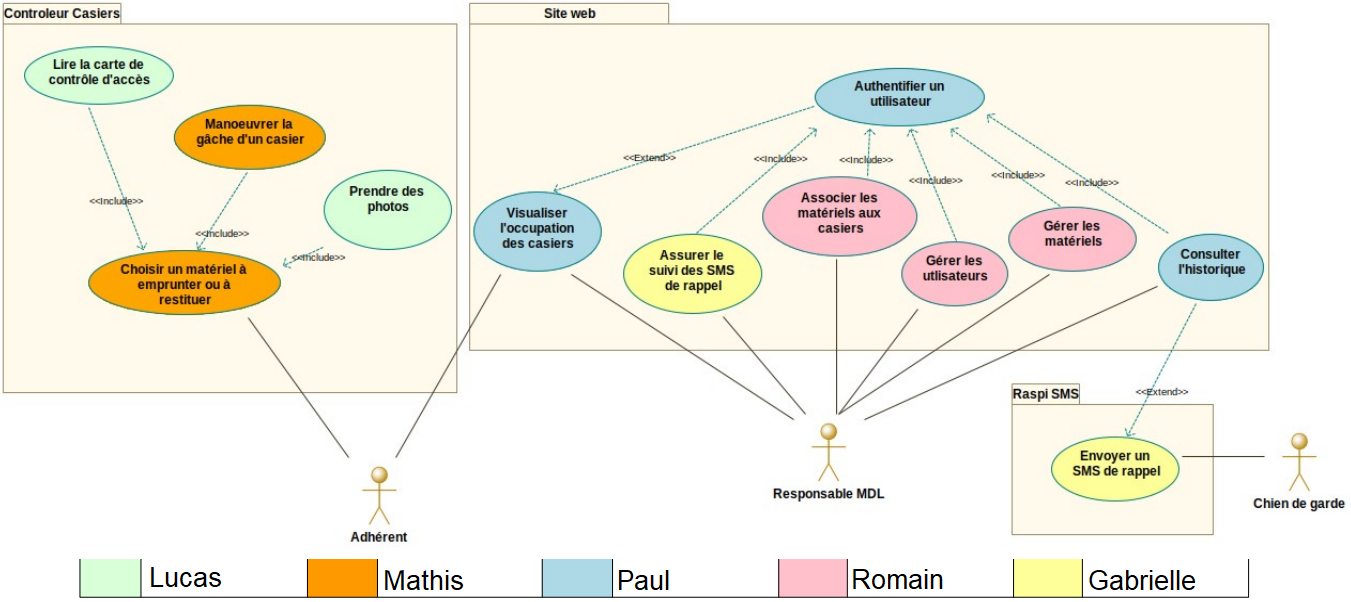 Controleur Casiers
Site web
Lire la carte de
contrôle d'accès
Manoeuvrer la
gâche d'un casier
Prendre des
photos
<<Include>>
<<Include>>
<<Include>>
Choisir un matériel à
emprunter ou à
restituer
Authentifier un
utilisateur
<<Extend>>
<<Include>>
<<Include>>
<<Include>>
<<Include>>
<<Include>>
Visualiser
l'occupation
des casiers
Assurer le
suivi des SMS
de rappel
Associer les
matériels aux
casiers
Gérer les
utlisateurs
Gérer les
matériels
Consulter
l'historique
<<Extend>>
Raspi SMS
Envoyer un
SMS de rappel
Adhérent
Responsable MDL
Chien de garde
Lucas
Mathis
Paul
Romain
Gabrielle